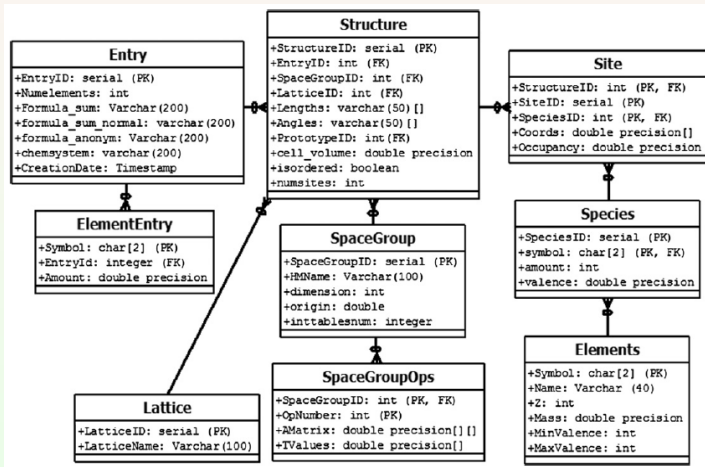 Structure
+StructureID: serial (PK)
+EntryID: int (FK)
+SpaceGroupID: int (FK)
+LatticeID: int (FK)
+Lengths: varchar(50)[]
+Angles: varchar(50)[]
+PrototypeID: int(FK)
+cell_volume: double precision
+isordered: boolean
+numsites: int
Entry
+EntryID: serial (PK)
+Numelements: int
+Formula_sum: Varchar(200)
+formula_sum_normal: varchar(200)
+formula_anonym: Varchar(200)
+chemsystem: varchar(200)
+CreationDate: Timestamp
Site
+StructureID: int (PK, FK)
+SiteID: serial (PK)
+SpeciesID: int (PK, FK)
+Coords: double precision[]
+Occupancy: double precision
ElementEntry
+Symbol: char[2] (PK)
+EntryId: integer (FK)
+Amount: double precision
SpaceGroup
+SpaceGroupID: serial (PK)
+HMName: Varchar(100)
+dimension: int
+origin: double
+inttablesnum: integer
Species
+SpeciesID: serial (PK)
+symbol: char[2] (PK, FK)
+amount: int
+valence: double precision
Lattice
+LatticeID: serial (PK)
+LatticeName: Varchar(100)
SpaceGroupOps
+SpaceGroupID: int (PK, FK)
+OpNumber: int (PK)
+AMatrix: double precision[][]
+TValues: double precision[]
Elements
+Symbol: char[2] (PK)
+Name: Varchar (40)
+Z: int
+Mass: double precision
+MinValence: int
+MaxValence: int